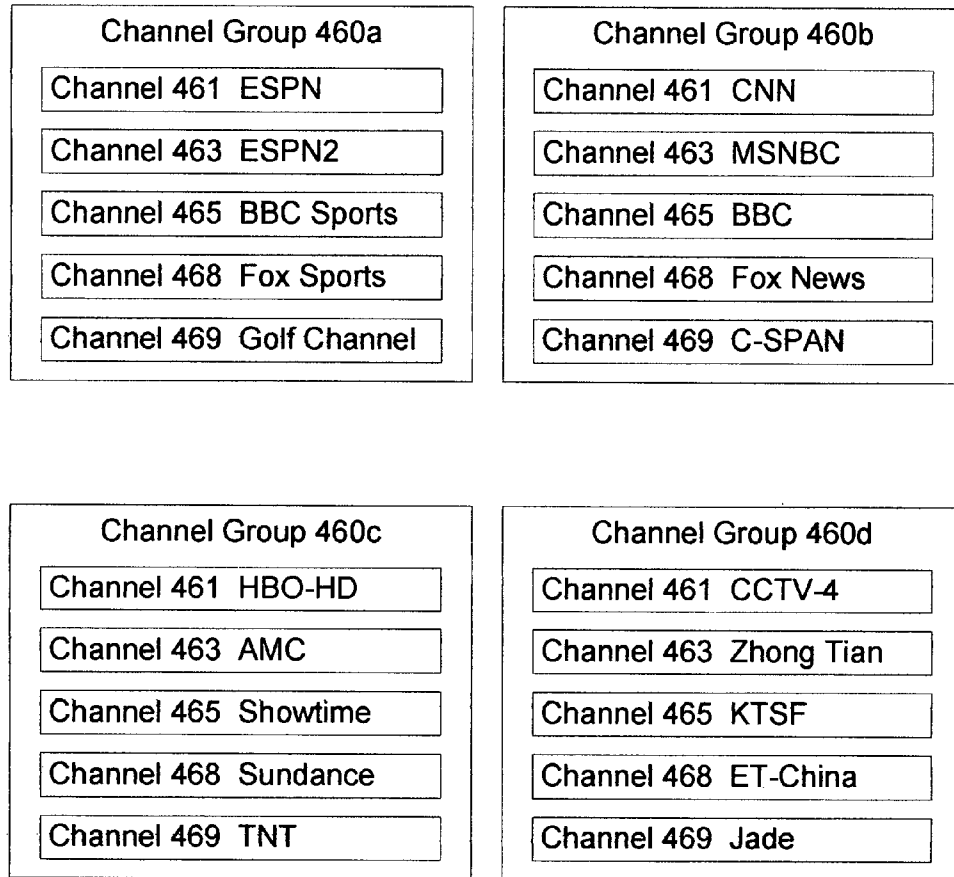 Channel Group 460a
Channel 461 ESPN
Channel 463 ESPN2
Channel 465 BBC Sports
Channel 468 Fox Sports
Channel 469 Golf Channel
Channel Group 460b
Channel 461 CNN
Channel 463 MSNBC
Channel 465 BBC
Channel 468 Fox News
Channel 469 C-SPAN
Channel Group 460c
Channel 461 HBO-HD
Channel 463 AMC
Channel 465 Showtime
Channel 468 Sundance
Channel 469 TNT
Channel Group 460d
Channel 461 CCTV-4
Channel 463 Zhong Tian
Channel 465 KTSF
Channel 468 ET-China
Channel 469 Jade